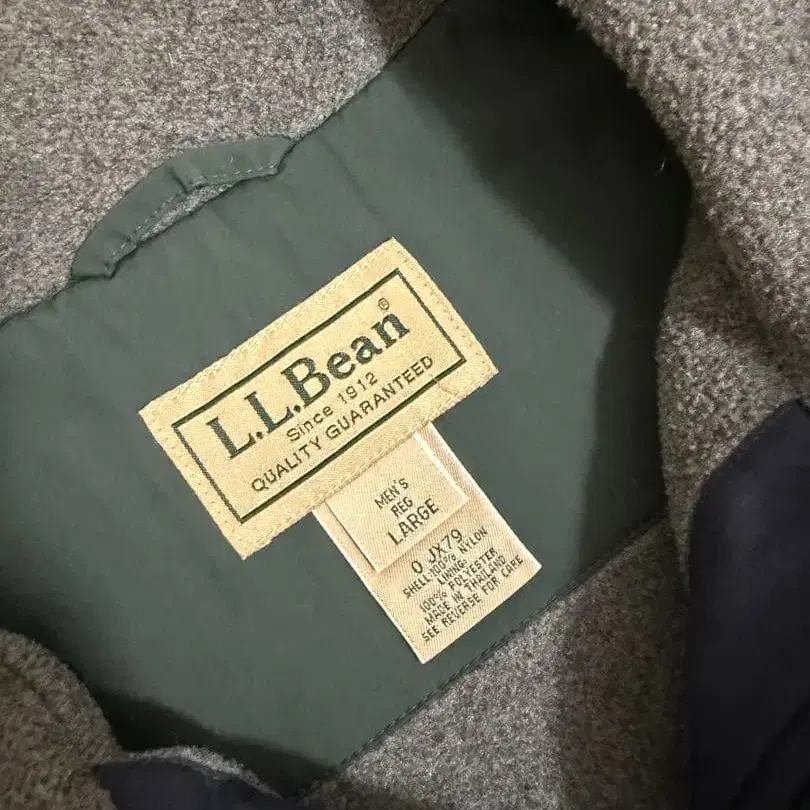 L.L.Bean®
Since 1912
QUALITY GUARANTEED
MEN'S
REG
LARGE
0 JX79
SHELL:100% NYLON
LINING:
100% POLYESTER
MADE IN THAILAND
SEE REVERSE FOR CARE